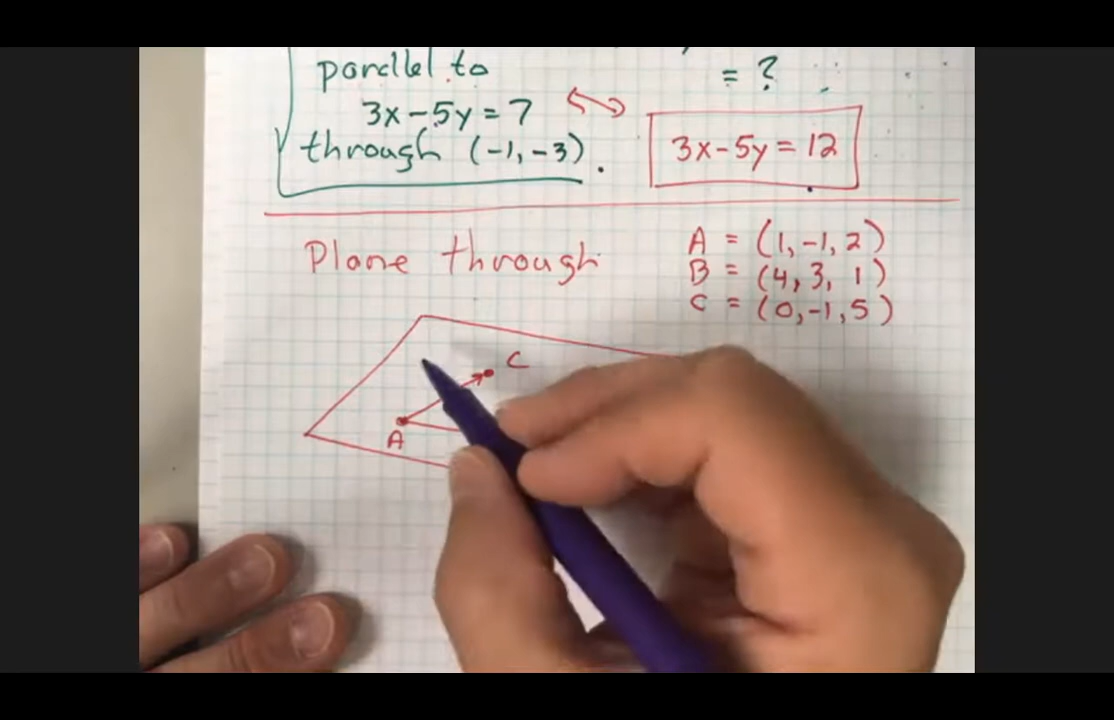 parallel to
3x-5y = 7
through (-1, -3).
= ?
3x-5y = 12
Plane through
A = (1, -1, 2)
B = (4, 3, 1)
C = (0, -1, 5)
C
A